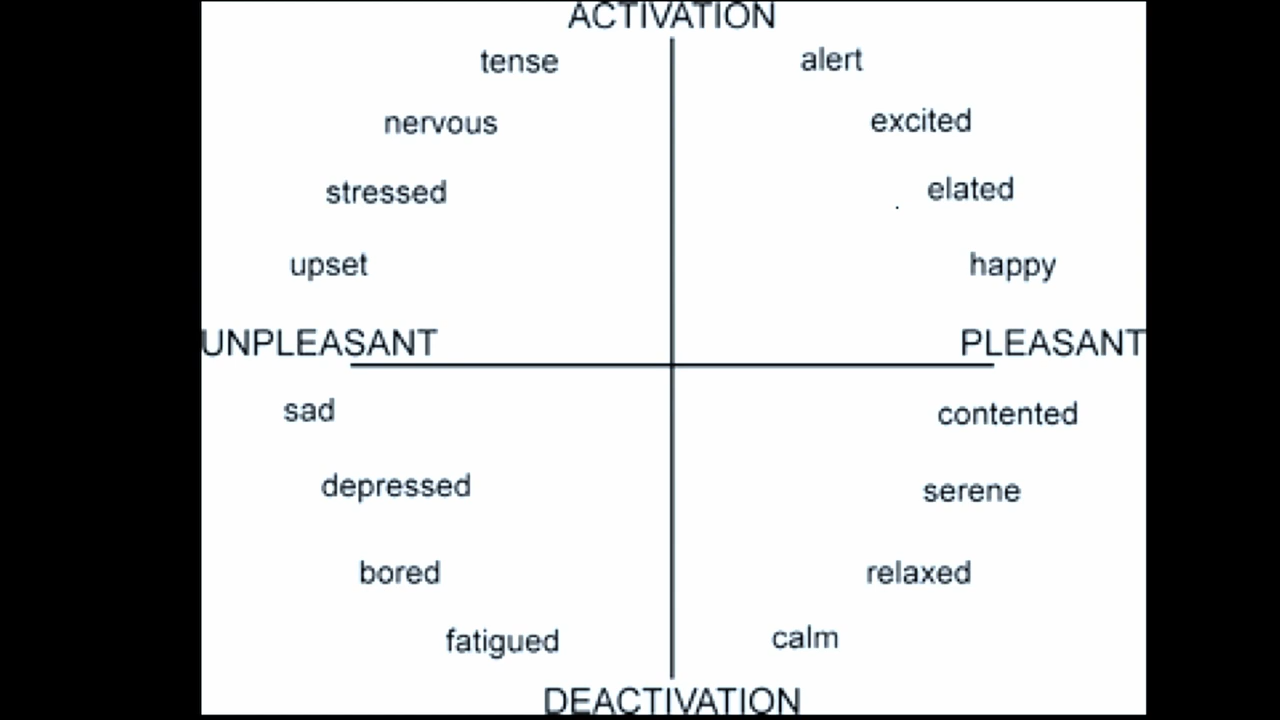 ACTIVATION
tense alert
nervous excited
stressed elated
upset happy
UNPLEASANT PLEASANT
sad contented
depressed serene
bored relaxed
fatigued calm
DEACTIVATION